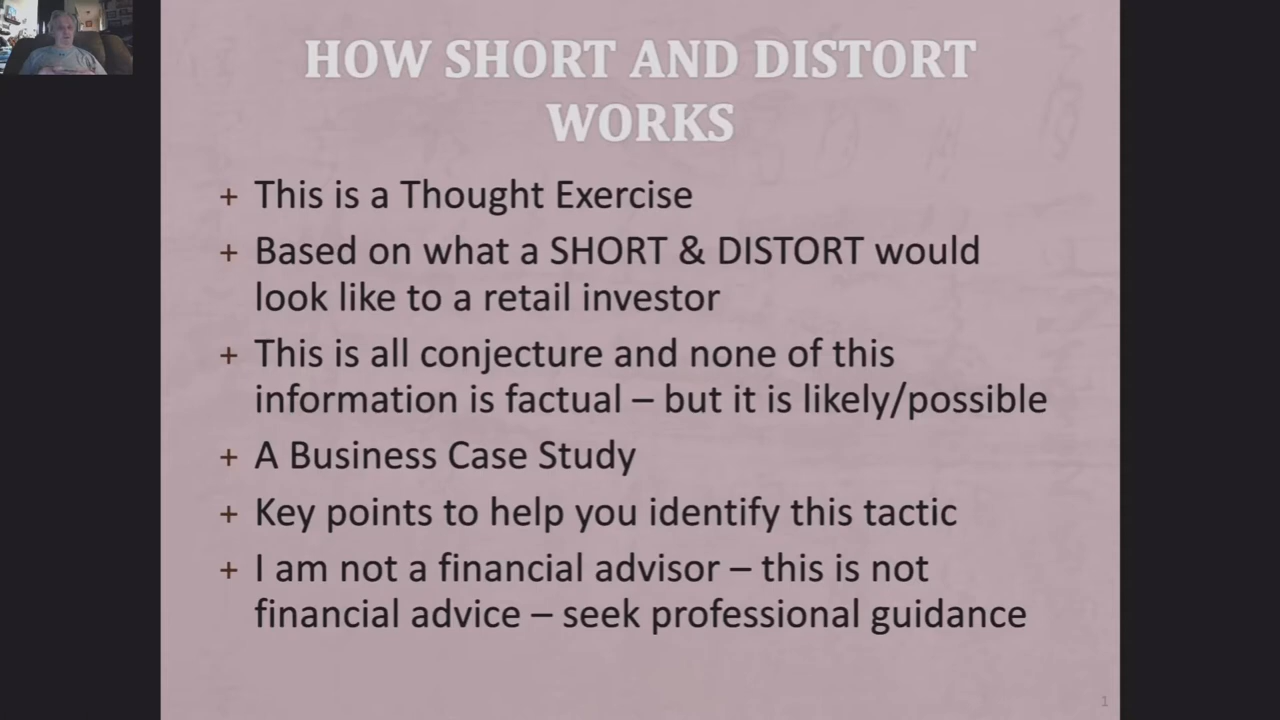 HOW SHORT AND DISTORT
WORKS
+ This is a Thought Exercise
+ Based on what a SHORT & DISTORT would
look like to a retail investor
+ This is all conjecture and none of this
information is factual – but it is likely/possible
+ A Business Case Study
+ Key points to help you identify this tactic
+ I am not a financial advisor – this is not
financial advice – seek professional guidance
1